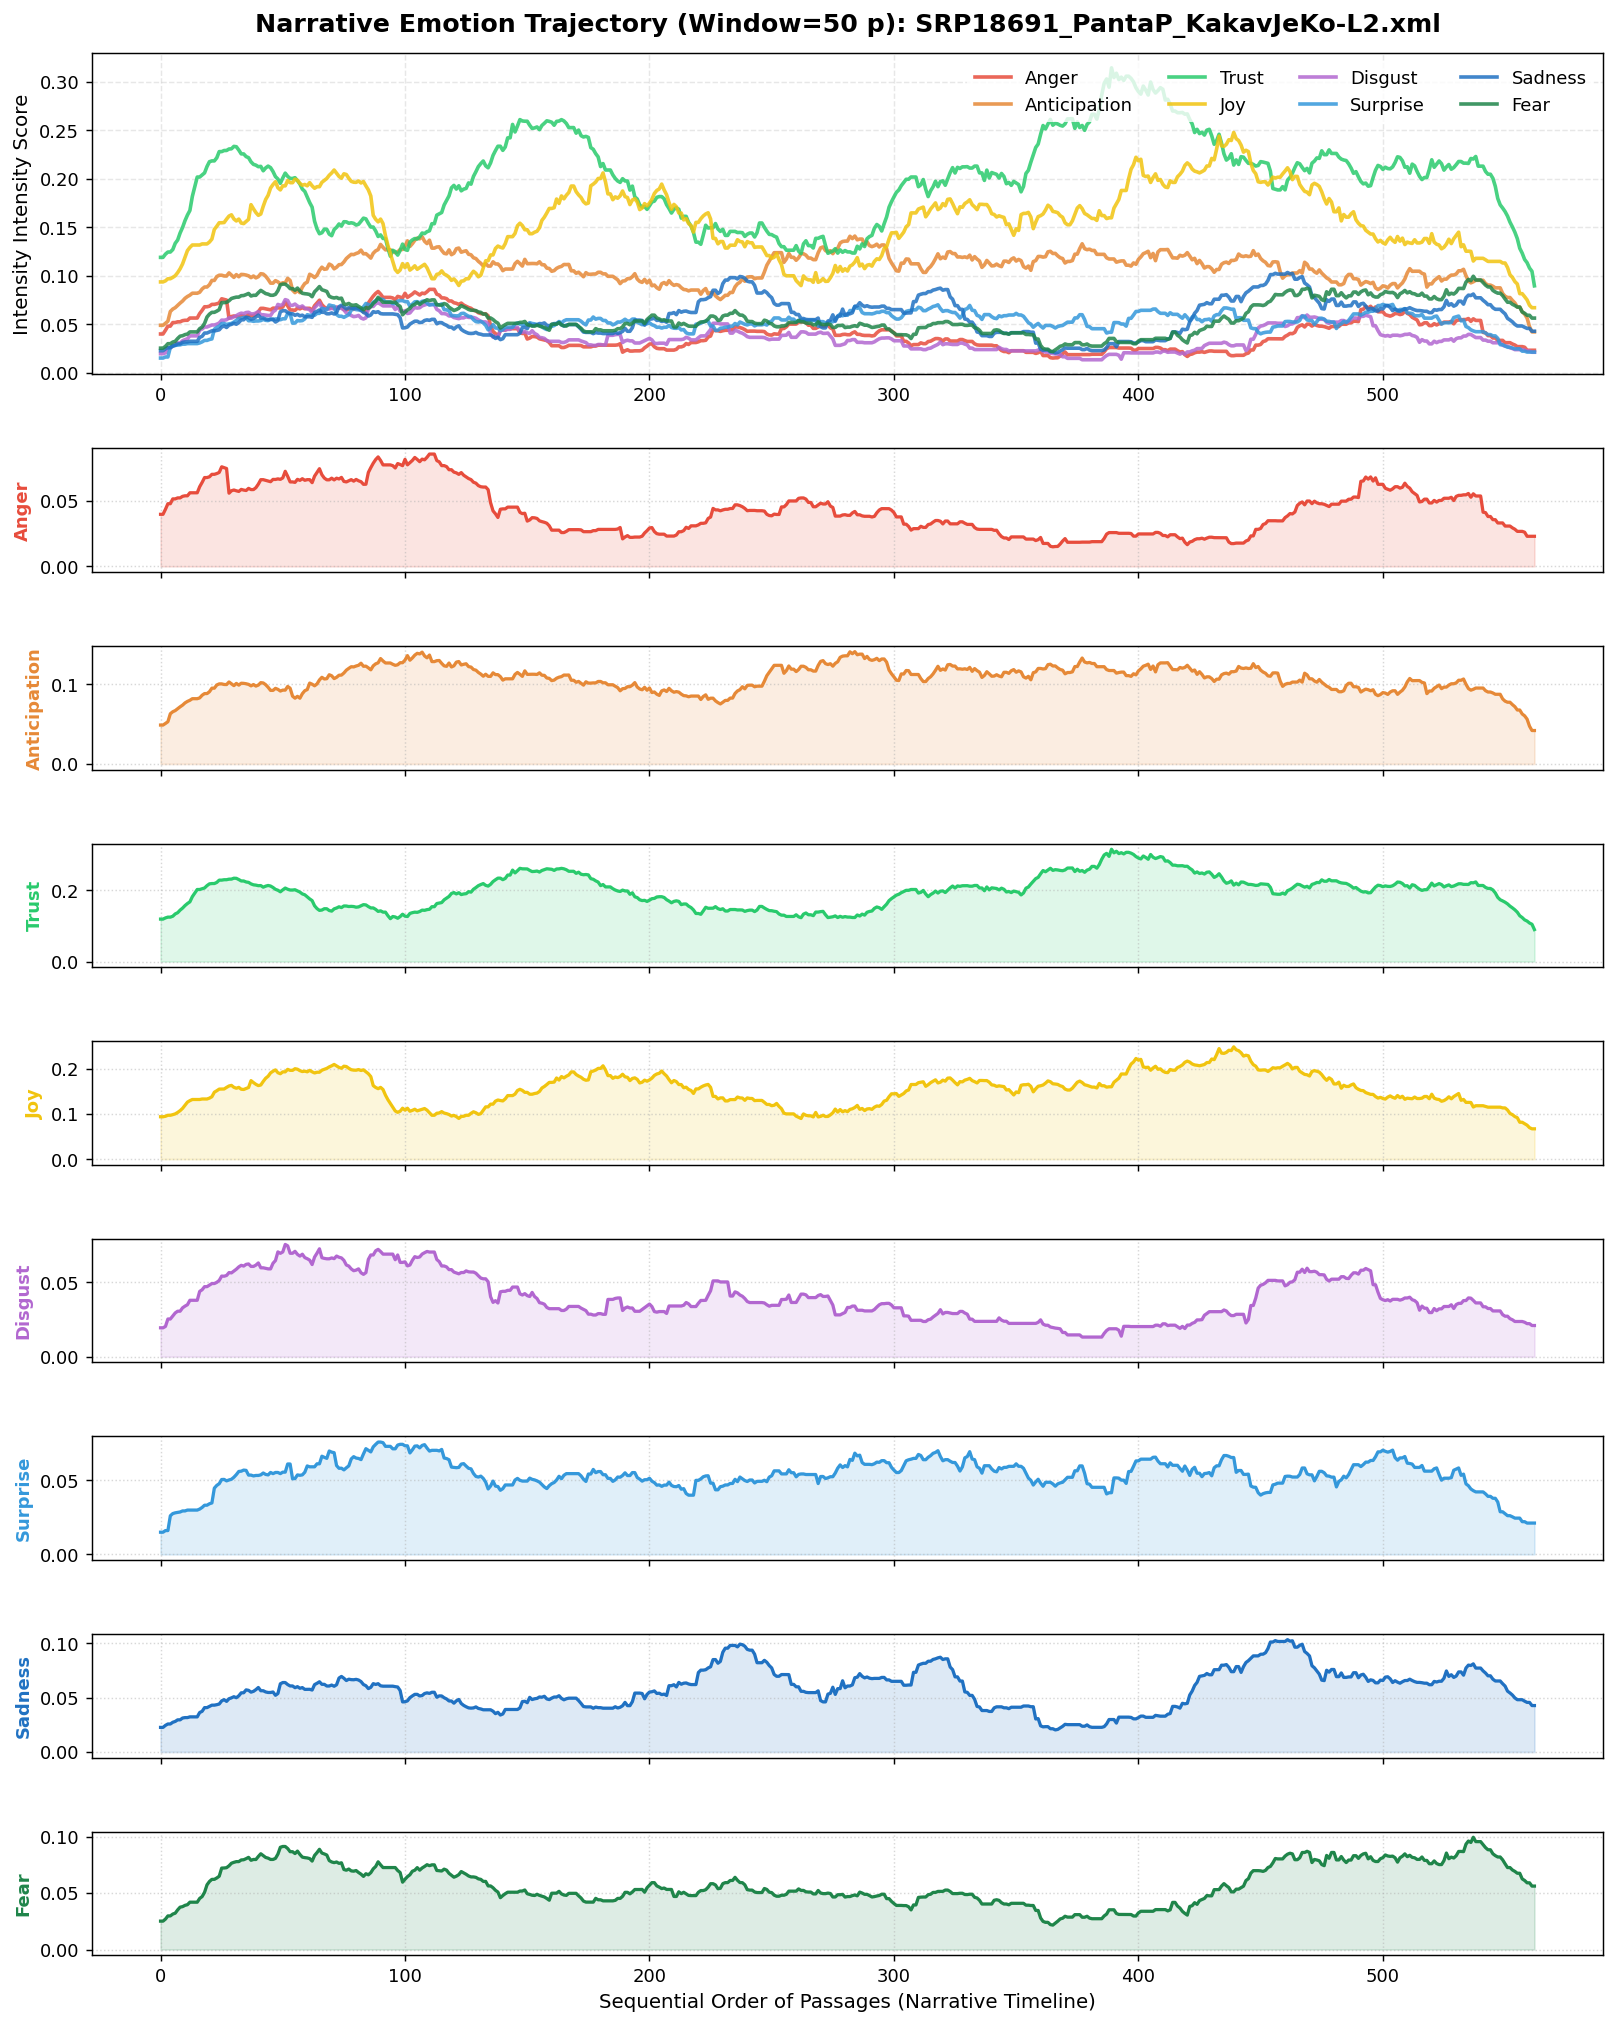 Narrative Emotion Trajectory (Window=50 p): SRP18691_PantaP_KakavJeKo-L2.xml
Intensity Intensity Score
0.30
0.25
0.20
0.15
0.10
0.05
0.00
Anger Trust Disgust Sadness
Anticipation Joy Surprise Fear
0 100 200 300 400 500
Anger
0.05
0.00
Anticipation
0.1
0.0
Trust
0.2
0.0
Joy
0.2
0.1
0.0
Disgust
0.05
0.00
Surprise
0.05
0.00
Sadness
0.10
0.05
0.00
Fear
0.10
0.05
0.00
0 100 200 300 400 500
Sequential Order of Passages (Narrative Timeline)